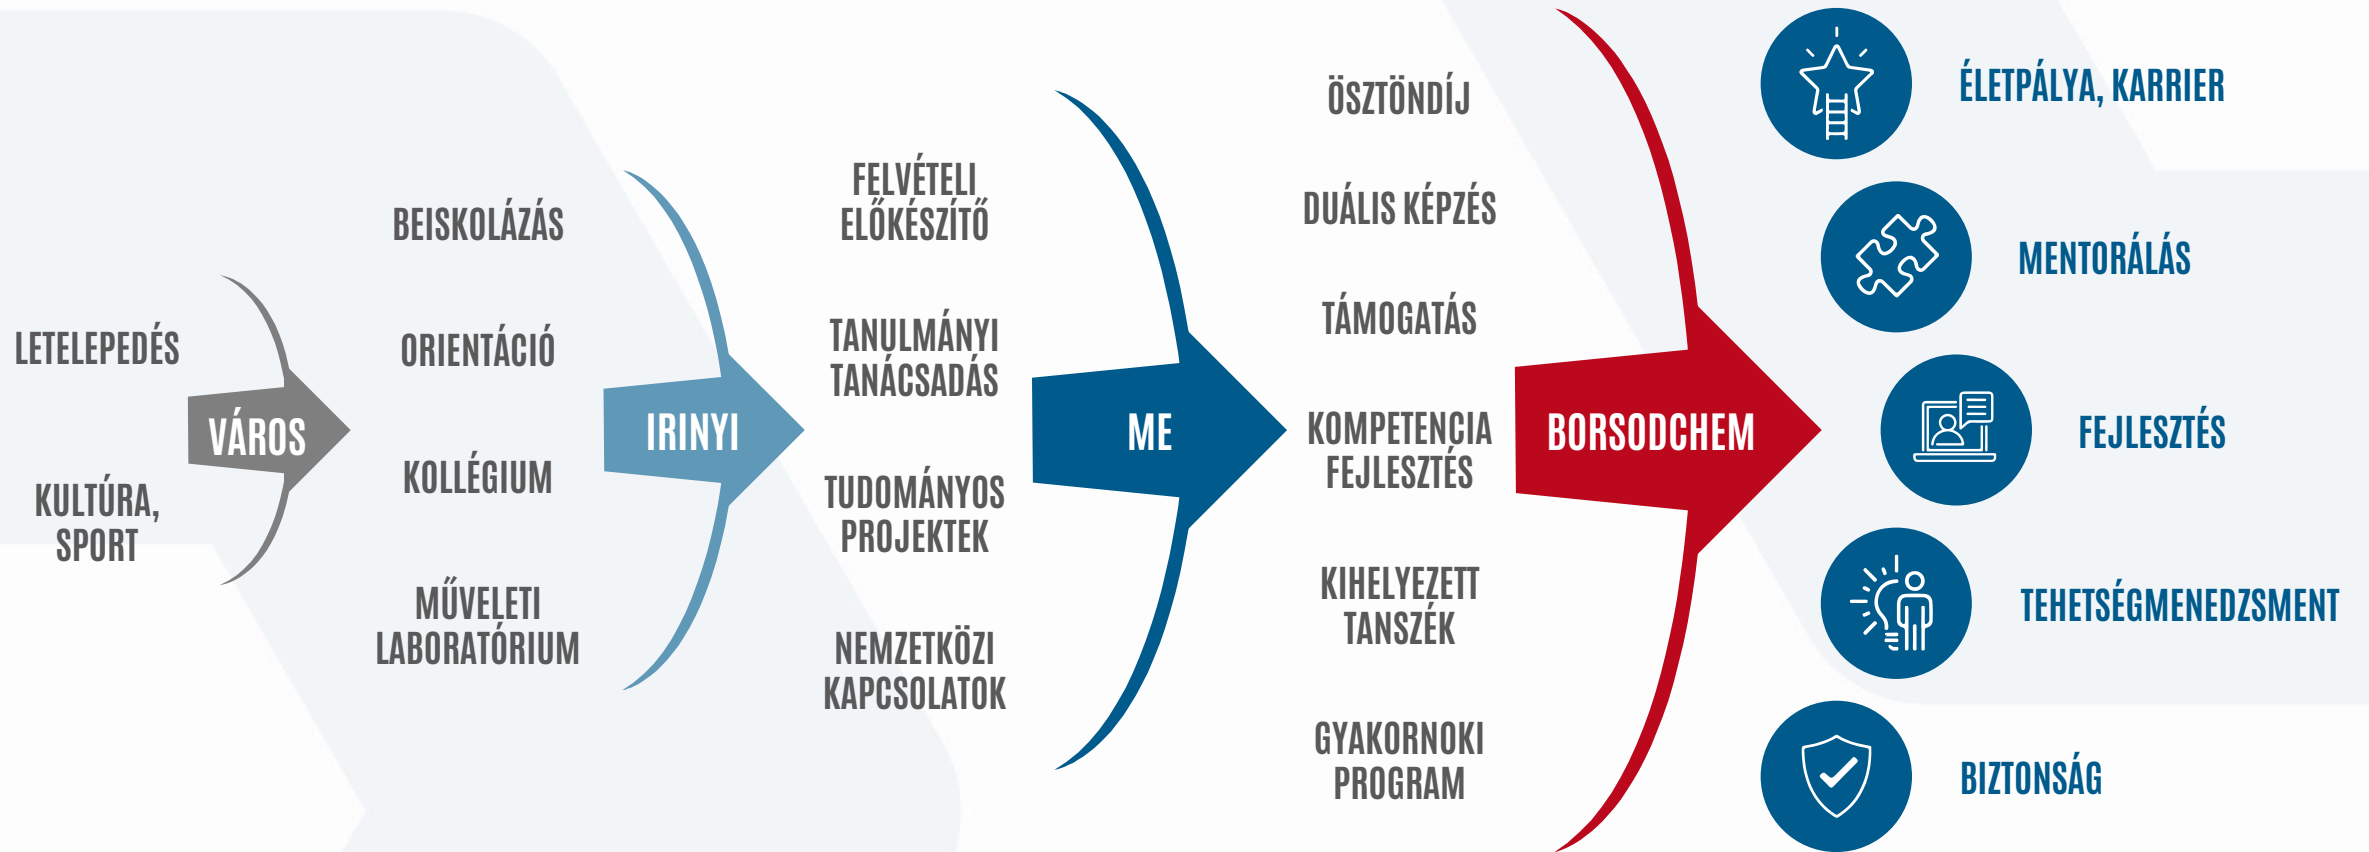 LETELEPEDÉS
KULTÚRA,
SPORT
VÁROS
BEISKOLÁZÁS
ORIENTÁCIÓ
KOLLÉGIUM
MŰVELETI
LABORATÓRIUM
IRINYI
FELVÉTELI
ELŐKÉSZÍTŐ
TANULMÁNYI
TANÁCSADÁS
TUDOMÁNYOS
PROJEKTEK
NEMZETKÖZI
KAPCSOLATOK
ME
ÖSZTÖNDÍJ
DUÁLIS KÉPZÉS
TÁMOGATÁS
KOMPETENCIA
FEJLESZTÉS
KIHELYEZETT
TANSZÉK
GYAKORNOKI
PROGRAM
BORSODCHEM
ÉLETPÁLYA, KARRIER
MENTORÁLÁS
FEJLESZTÉS
TEHETSÉGMENEDZSMENT
BIZTONSÁG